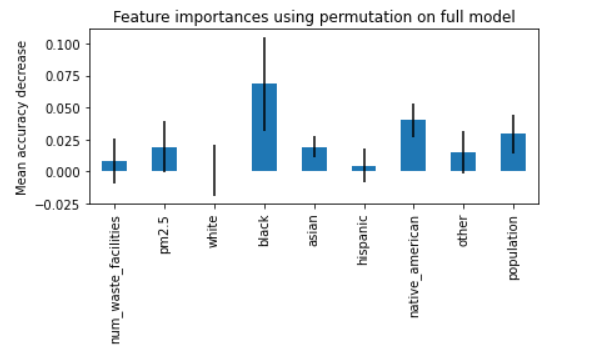 Feature importances using permutation on full model
Mean accuracy decrease
0.100
0.075
0.050
0.025
0.000
−0.025
num_waste_facilities
pm2.5
white
black
asian
hispanic
native_american
other
population